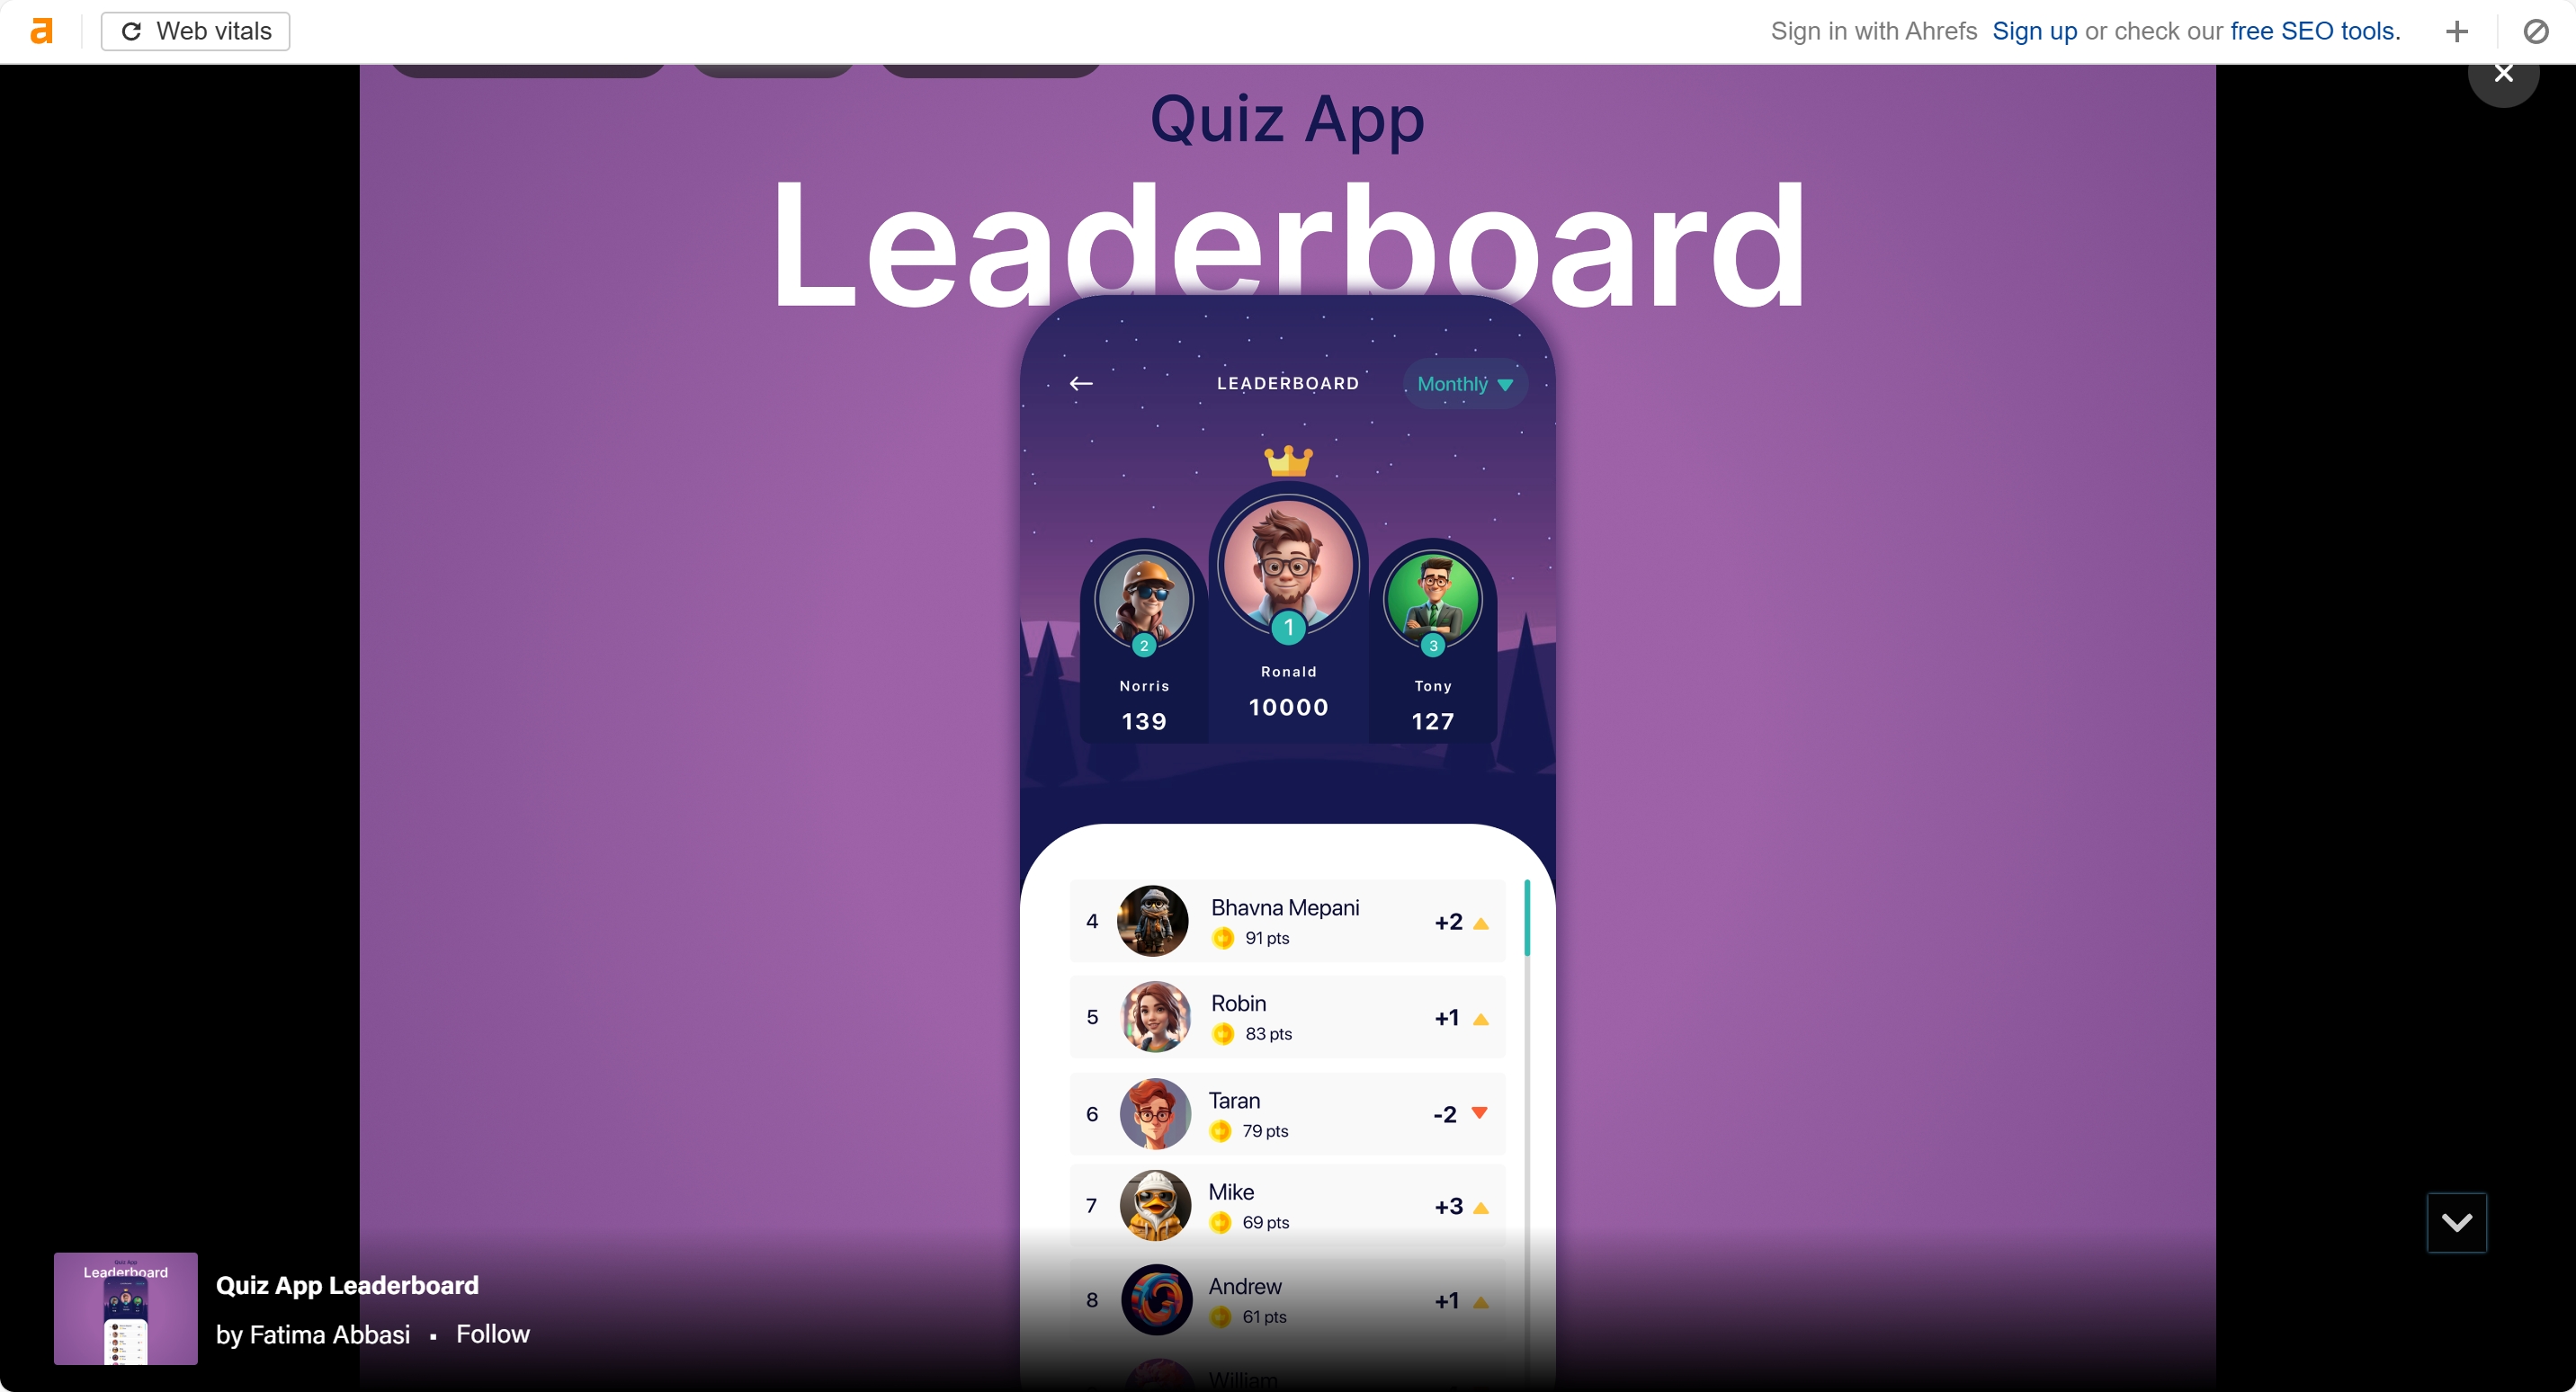 a Web vitals Sign in with Ahrefs Sign up or check our free SEO tools.
Quiz App
Leaderboard
LEADERBOARD Monthly
1
2
3
Ronald
Norris
Tony
10000
139
127
4 Bhavna Mepani +2
91 pts
5 Robin +1
83 pts
6 Taran -2
79 pts
7 Mike +3
69 pts
8 Andrew +1
61 pts
William
Quiz App
Leaderboard
Quiz App Leaderboard
by Fatima Abbasi • Follow